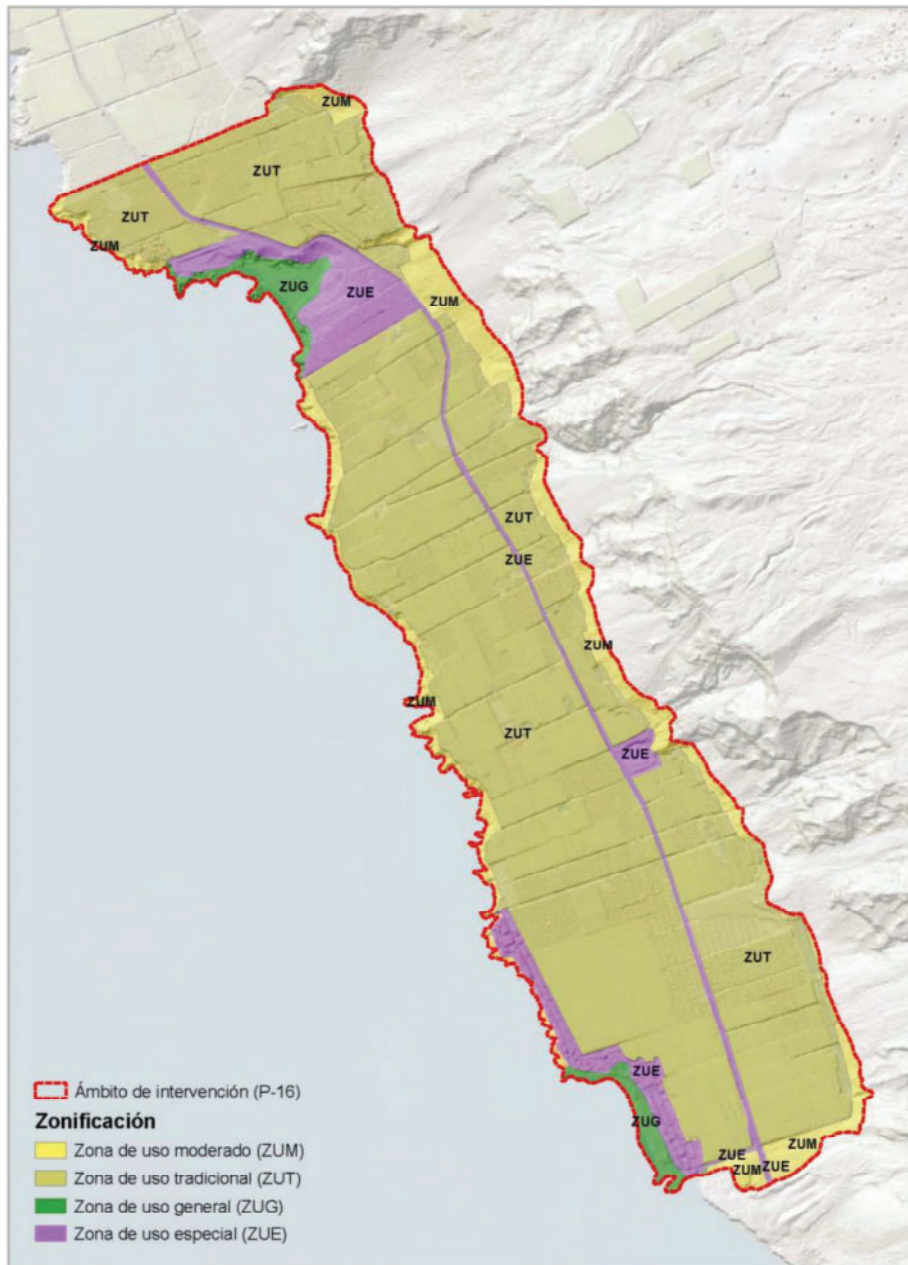 ZUM
ZUT
ZUT
ZUM
ZUG
ZUE
ZUM
ZUT
ZUE
ZUM
ZUM
ZUT
ZUE
ZUT
ZUE
ZUG
ZUE
ZUM
ZUM
ZUE
Ámbito de intervención (P-16)
Zonificación
Zona de uso moderado (ZUM)
Zona de uso tradicional (ZUT)
Zona de uso general (ZUG)
Zona de uso especial (ZUE)